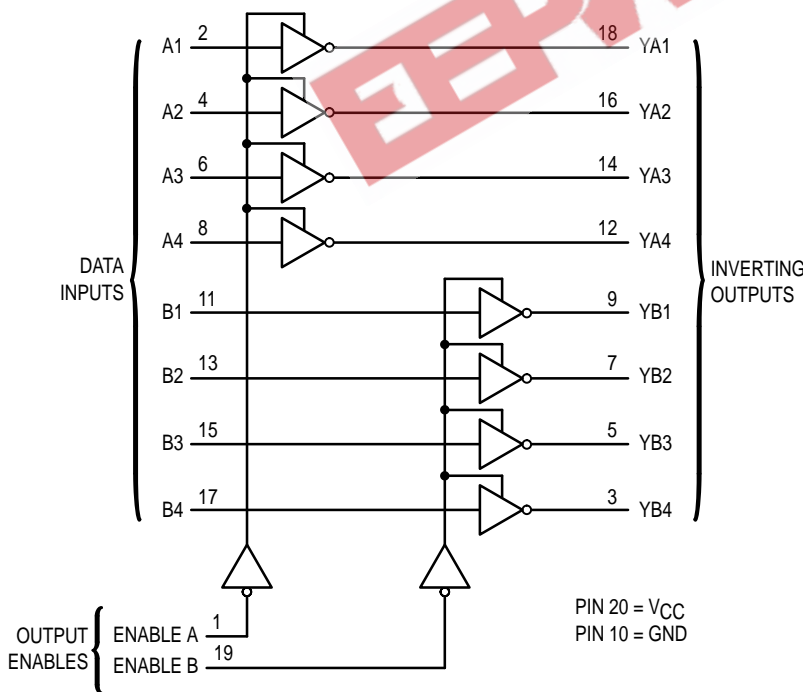 A1 2 18 YA1
A2 4 16 YA2
A3 6 14 YA3
A4 8 12 YA4
DATA
INPUTS
INVERTING
OUTPUTS
B1 11 9 YB1
B2 13 7 YB2
B3 15 5 YB3
B4 17 3 YB4
OUTPUT
ENABLES
ENABLE A 1
ENABLE B 19
PIN 20 = VCC
PIN 10 = GND